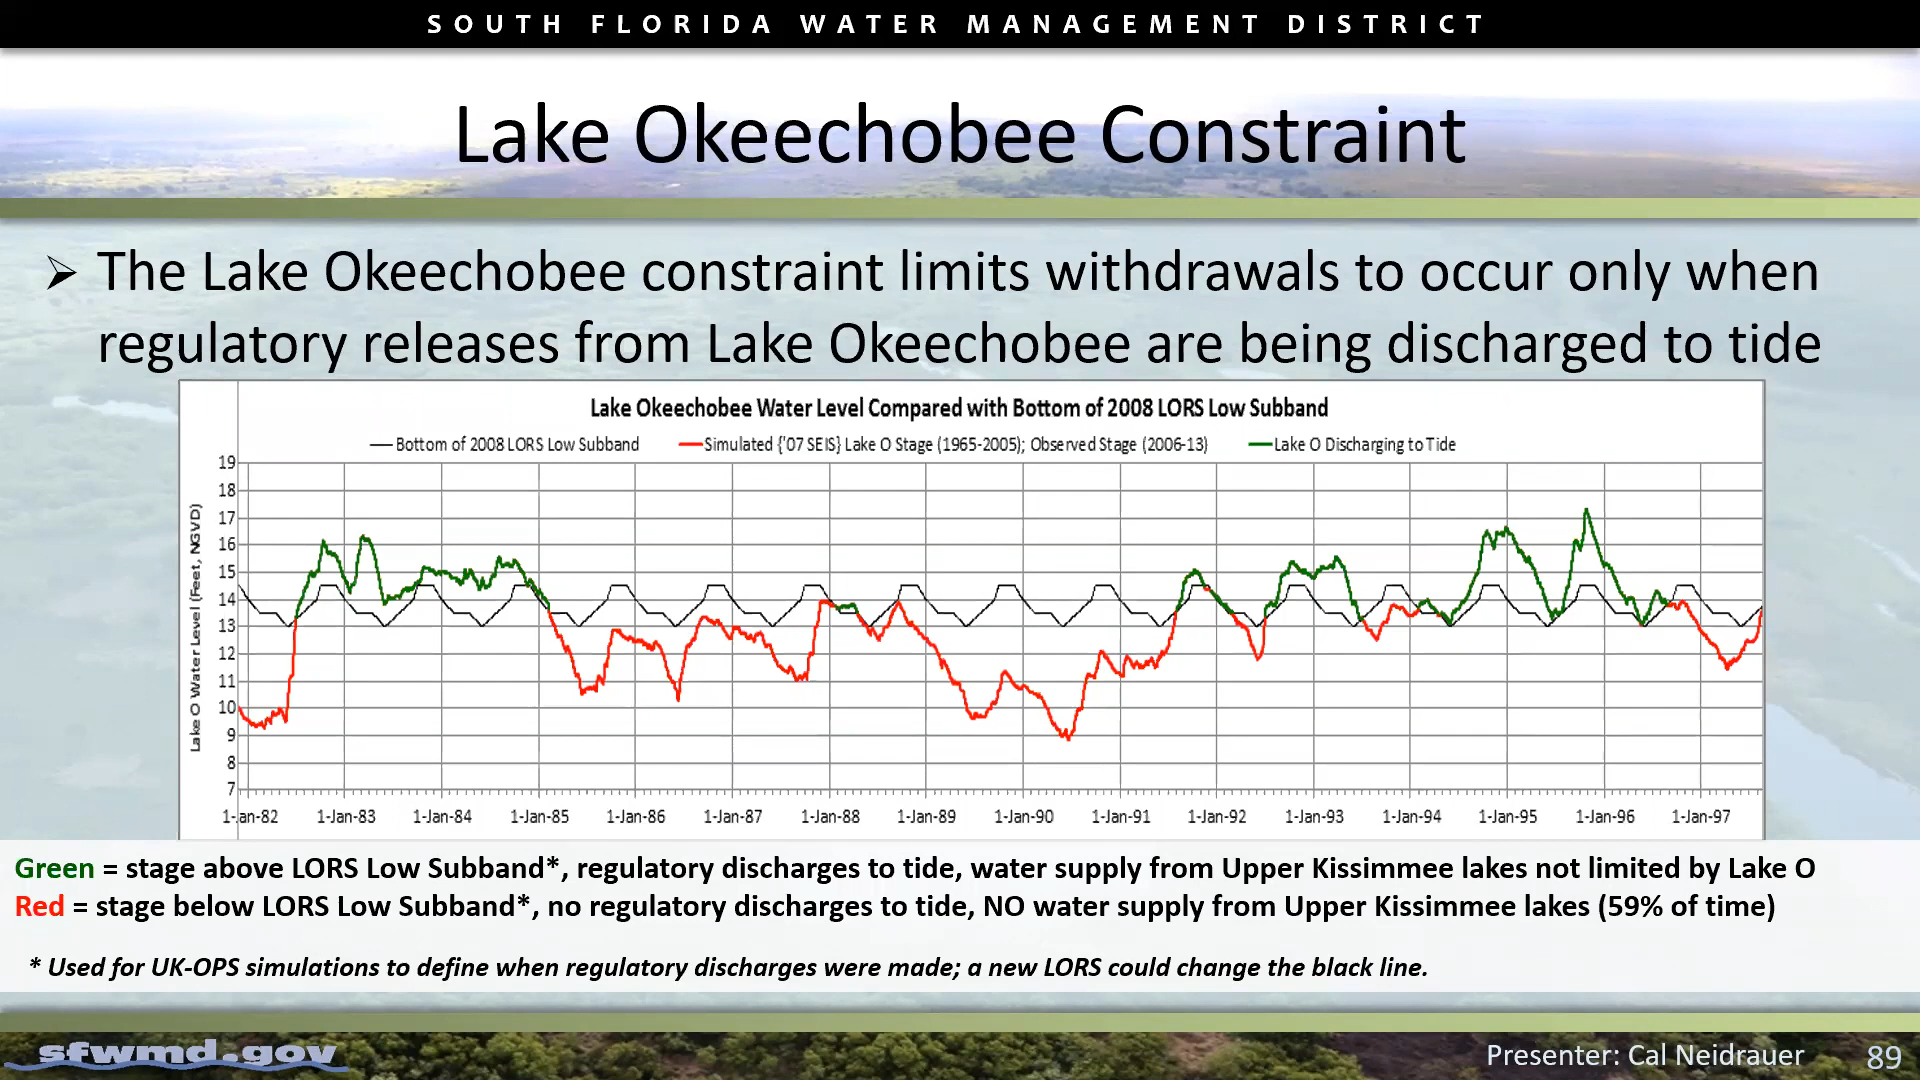 SOUTH FLORIDA WATER MANAGEMENT DISTRICT
Lake Okeechobee Constraint
➢ The Lake Okeechobee constraint limits withdrawals to occur only when
regulatory releases from Lake Okeechobee are being discharged to tide
Lake Okeechobee Water Level Compared with Bottom of 2008 LORS Low Subband
Bottom of 2008 LORS Low Subband Simulated {'07 SEIS} Lake O Stage (1965-2005); Observed Stage (2006-13) Lake O Discharging to Tide
Lake O Water Level (Feet, NGVD)
19
18
17
16
15
14
13
12
11
10
9
8
7
1-Jan-82 1-Jan-83 1-Jan-84 1-Jan-85 1-Jan-86 1-Jan-87 1-Jan-88 1-Jan-89 1-Jan-90 1-Jan-91 1-Jan-92 1-Jan-93 1-Jan-94 1-Jan-95 1-Jan-96 1-Jan-97
Green = stage above LORS Low Subband*, regulatory discharges to tide, water supply from Upper Kissimmee lakes not limited by Lake O
Red = stage below LORS Low Subband*, no regulatory discharges to tide, NO water supply from Upper Kissimmee lakes (59% of time)
* Used for UK-OPS simulations to define when regulatory discharges were made; a new LORS could change the black line.
sfwmd.gov
Presenter: Cal Neidrauer 89